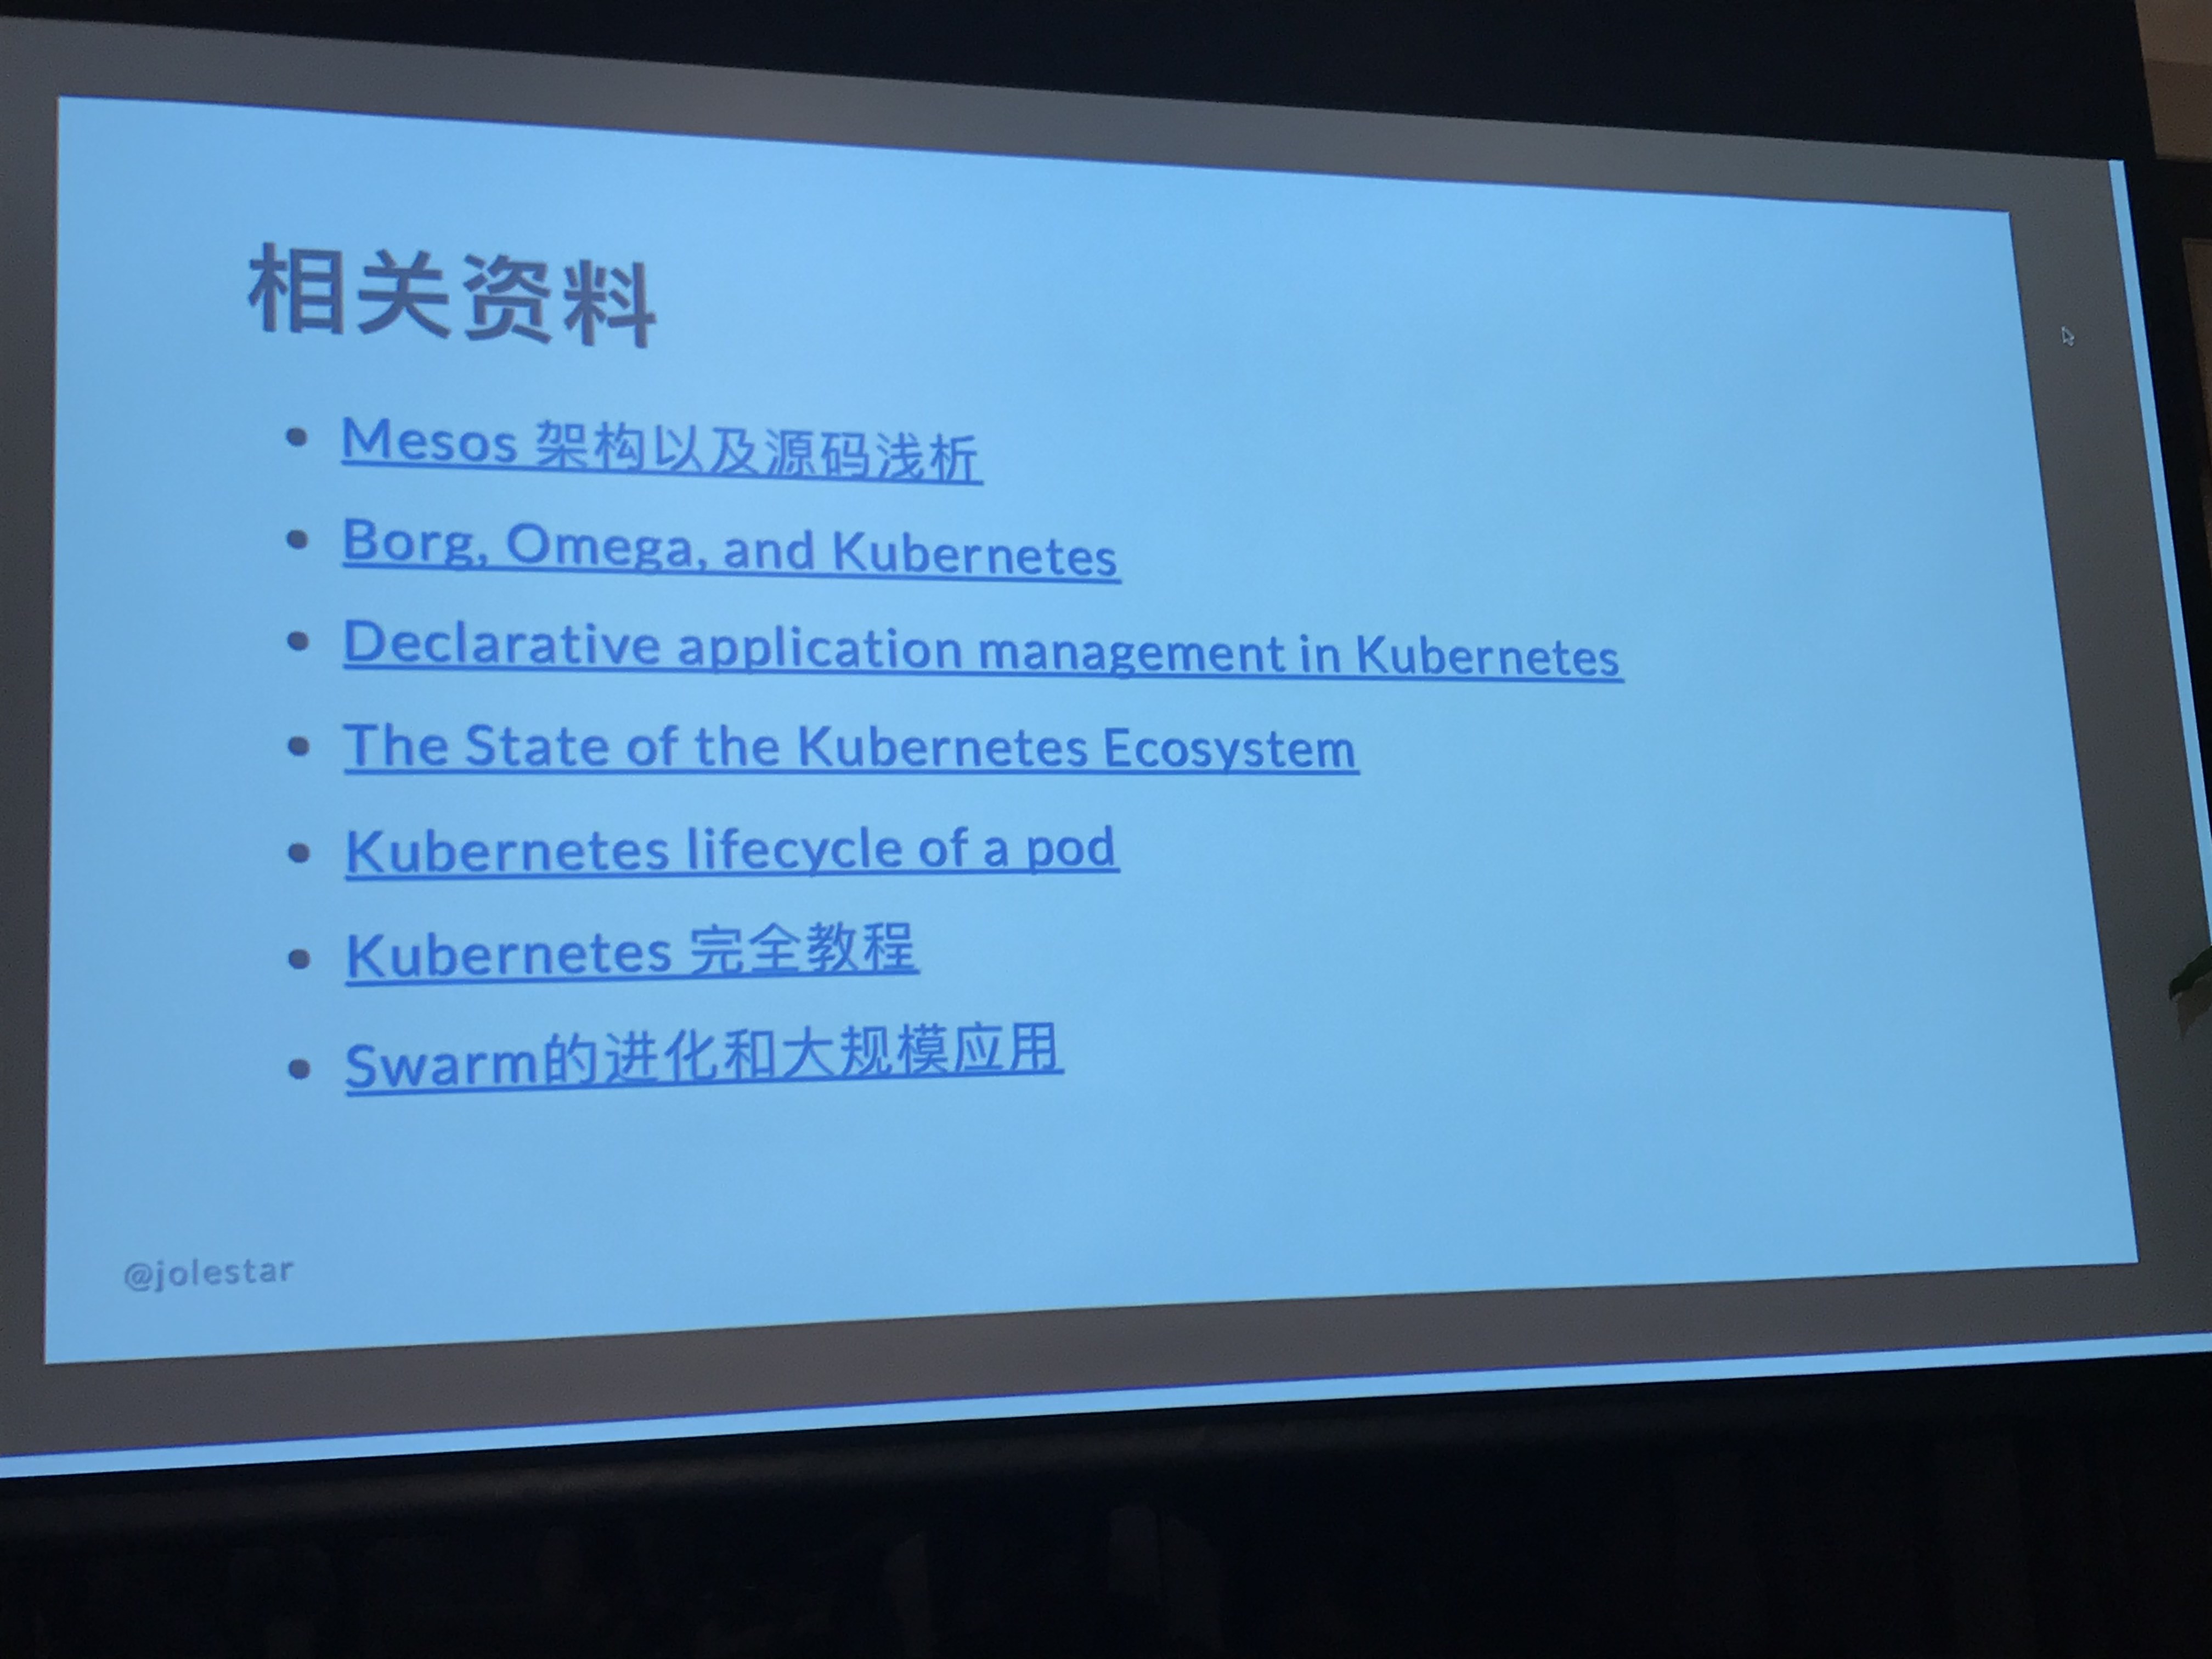 相关资料
Mesos 架构以及源码浅析
Borg, Omega, and Kubernetes
Declarative application management in Kubernetes
The State of the Kubernetes Ecosystem
Kubernetes lifecycle of a pod
Kubernetes 完全教程
Swarm的进化和大规模应用
@jolestar